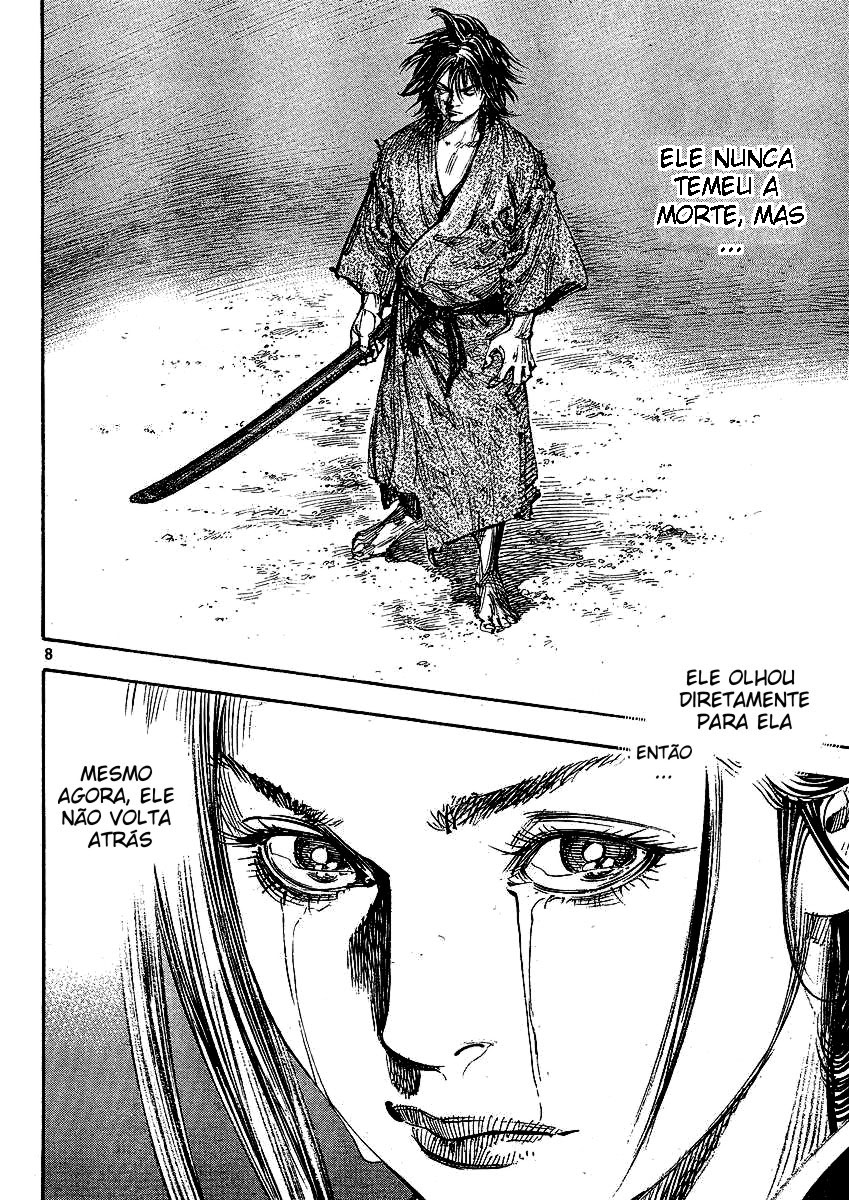 ELE NUNCA
TEMEU A
MORTE, MAS
...
8
ELE OLHOU
DIRETAMENTE
PARA ELA
ENTÃO
...
MESMO
AGORA, ELE
NÃO VOLTA
ATRÁS